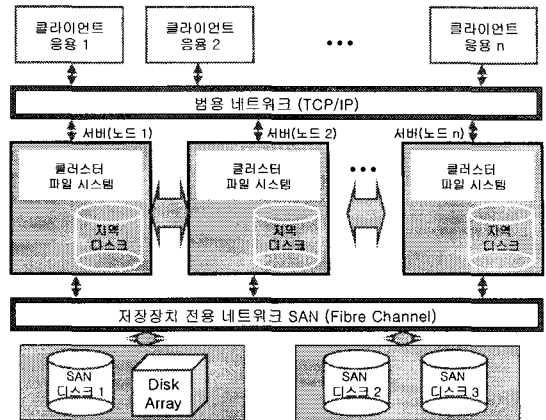 클라이언트
응용 1
클라이언트
응용 2
•••
클라이언트
응용 n
범용 네트워크 (TCP/IP)
서버(노드 1)
서버(노드 2)
서버(노드 n)
클러스터
파일 시스템
지역
디스크
클러스터
파일 시스템
지역
디스크
•••
클러스터
파일 시스템
지역
디스크
저장장치 전용 네트워크 SAN (Fibre Channel)
SAN
디스크 1
Disk
Array
SAN
디스크 2
SAN
디스크 3